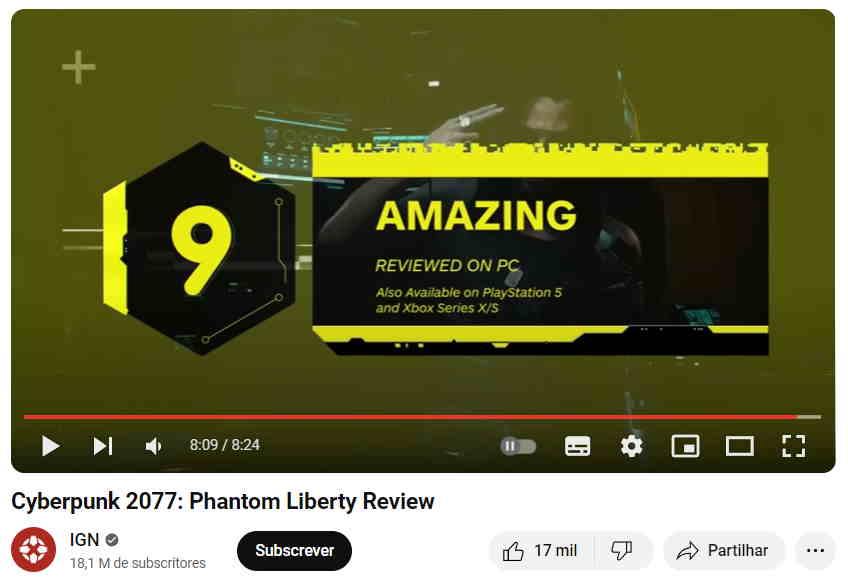 9
AMAZING
REVIEWED ON PC
Also Available on PlayStation 5
and Xbox Series X/S
8:09 / 8:24
Cyberpunk 2077: Phantom Liberty Review
IGN
18,1 M de subscritores
Subscrever
17 mil
Partilhar